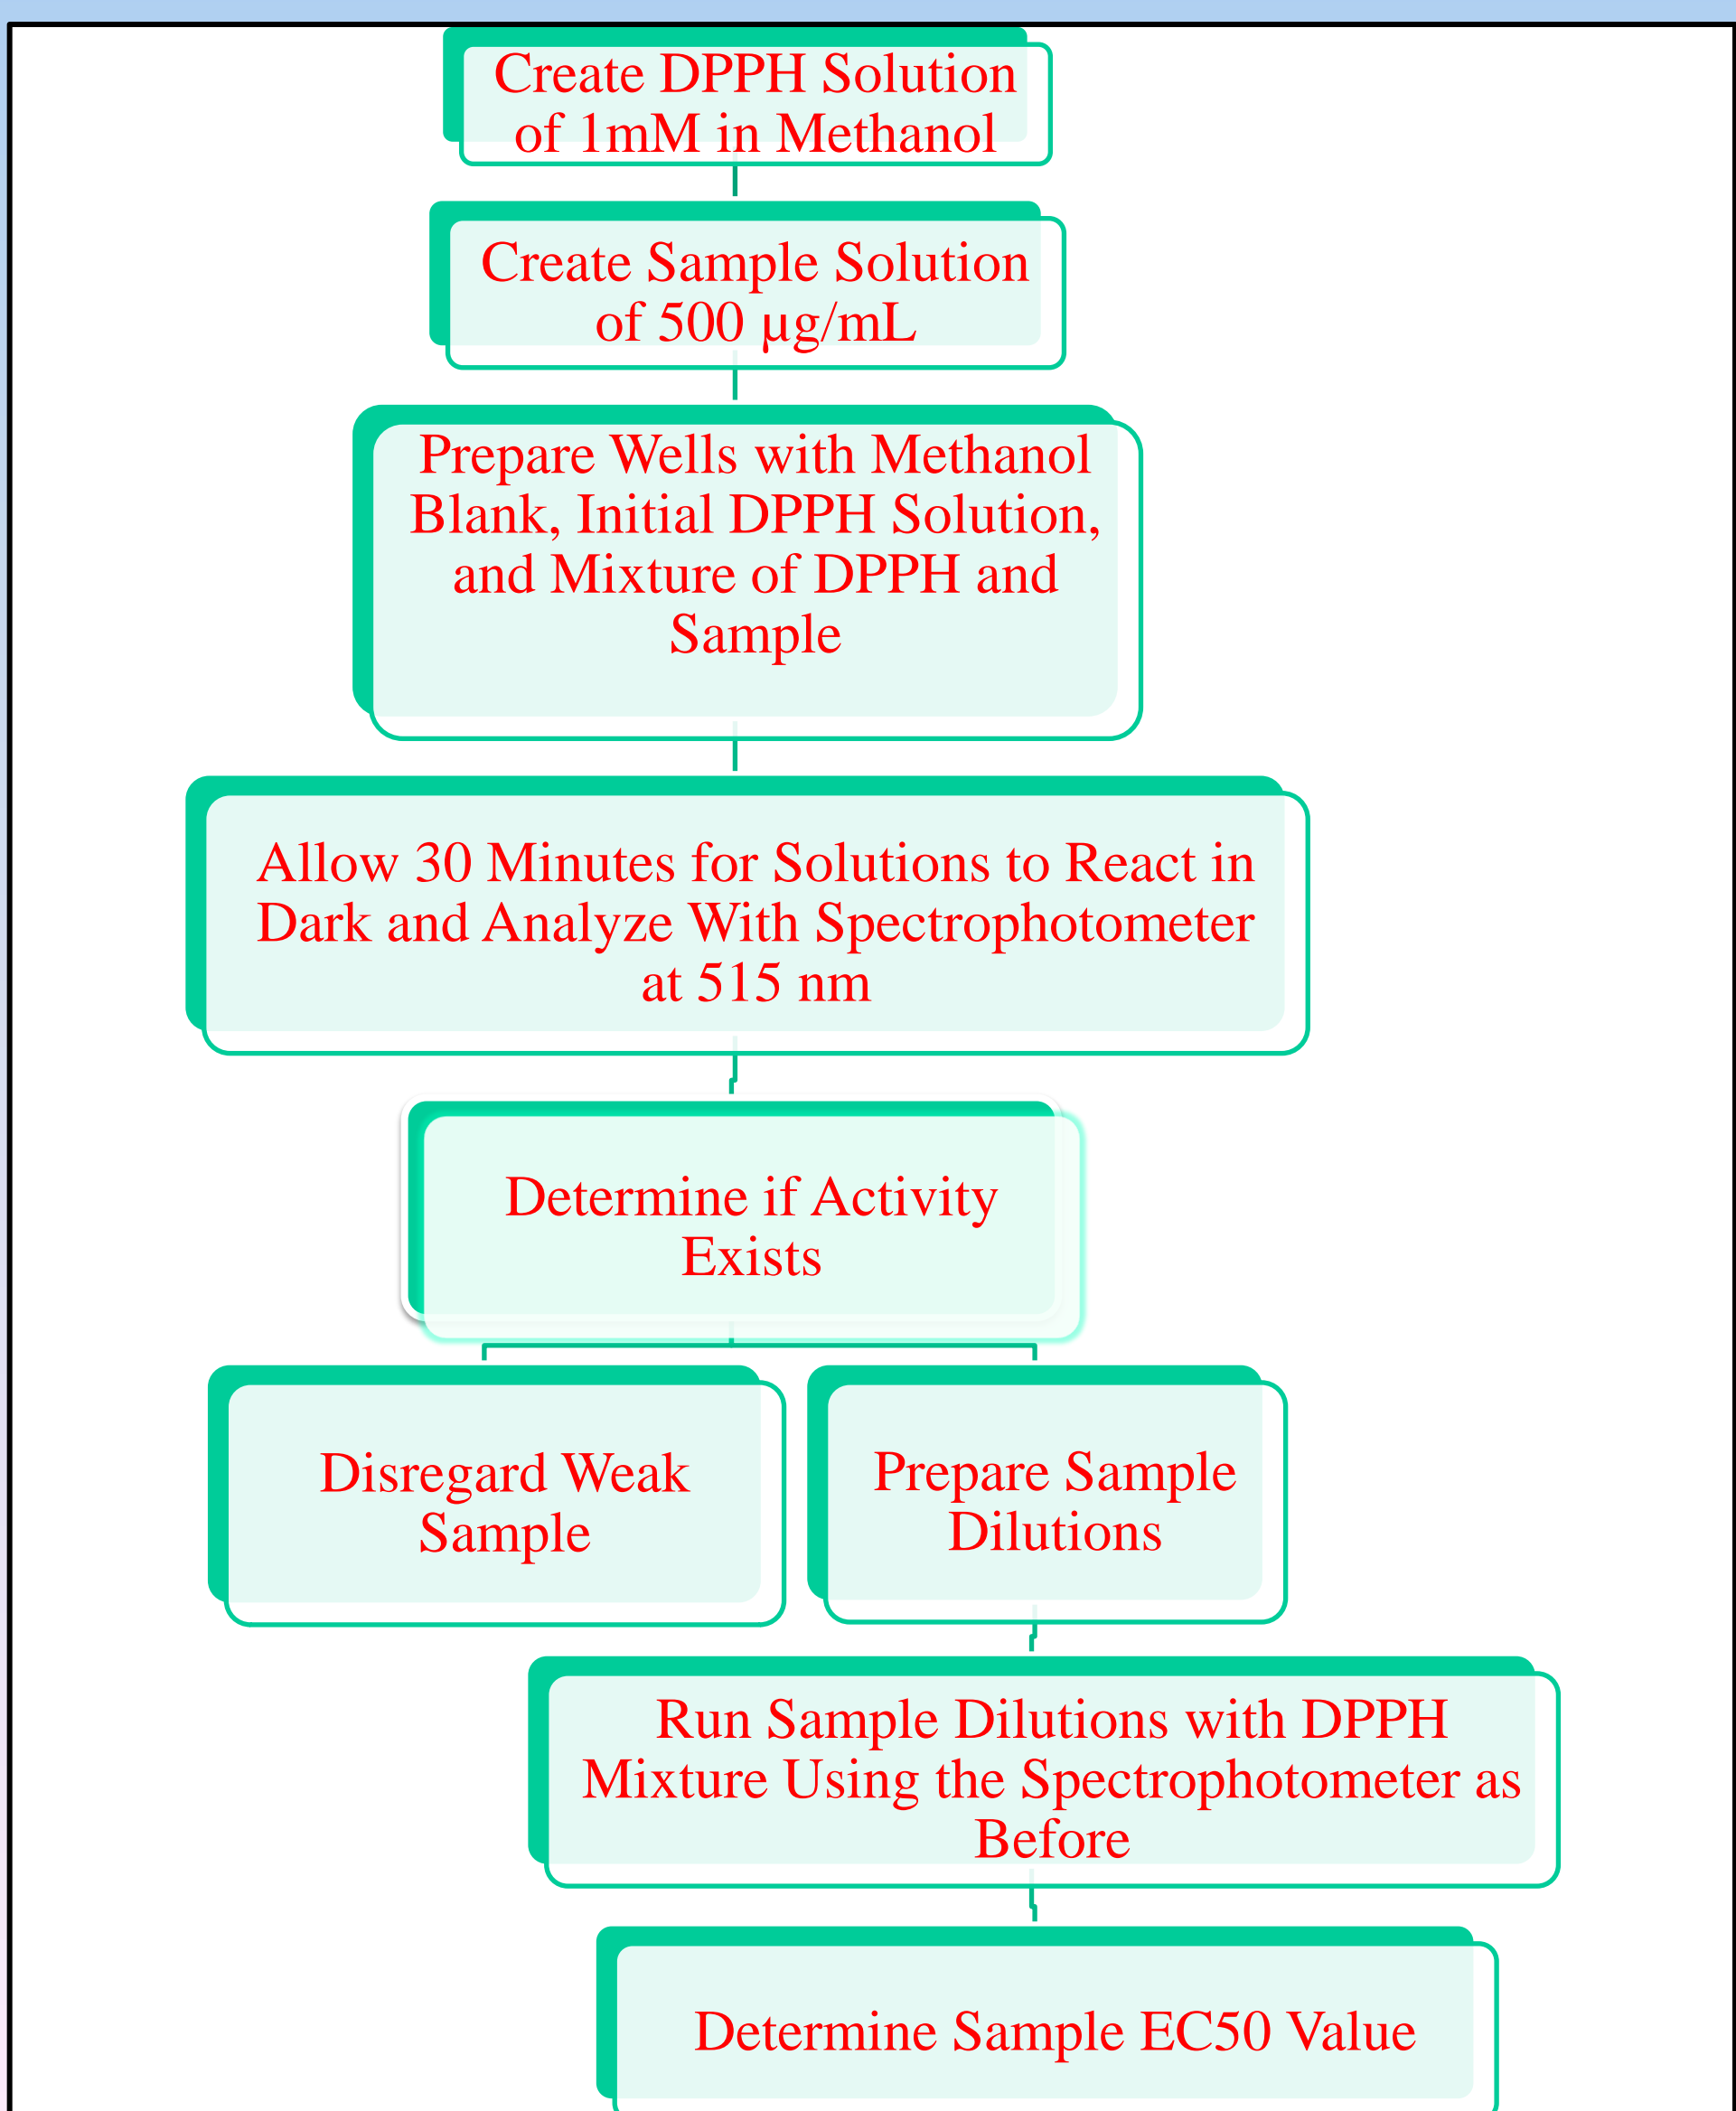 Create DPPH Solution
of 1mM in Methanol
Create Sample Solution
of 500 µg/mL
Prepare Wells with Methanol
Blank, Initial DPPH Solution,
and Mixture of DPPH and
Sample
Allow 30 Minutes for Solutions to React in
Dark and Analyze With Spectrophotometer
at 515 nm
Determine if Activity
Exists
Disregard Weak
Sample
Prepare Sample
Dilutions
Run Sample Dilutions with DPPH
Mixture Using the Spectrophotometer as
Before
Determine Sample EC50 Value